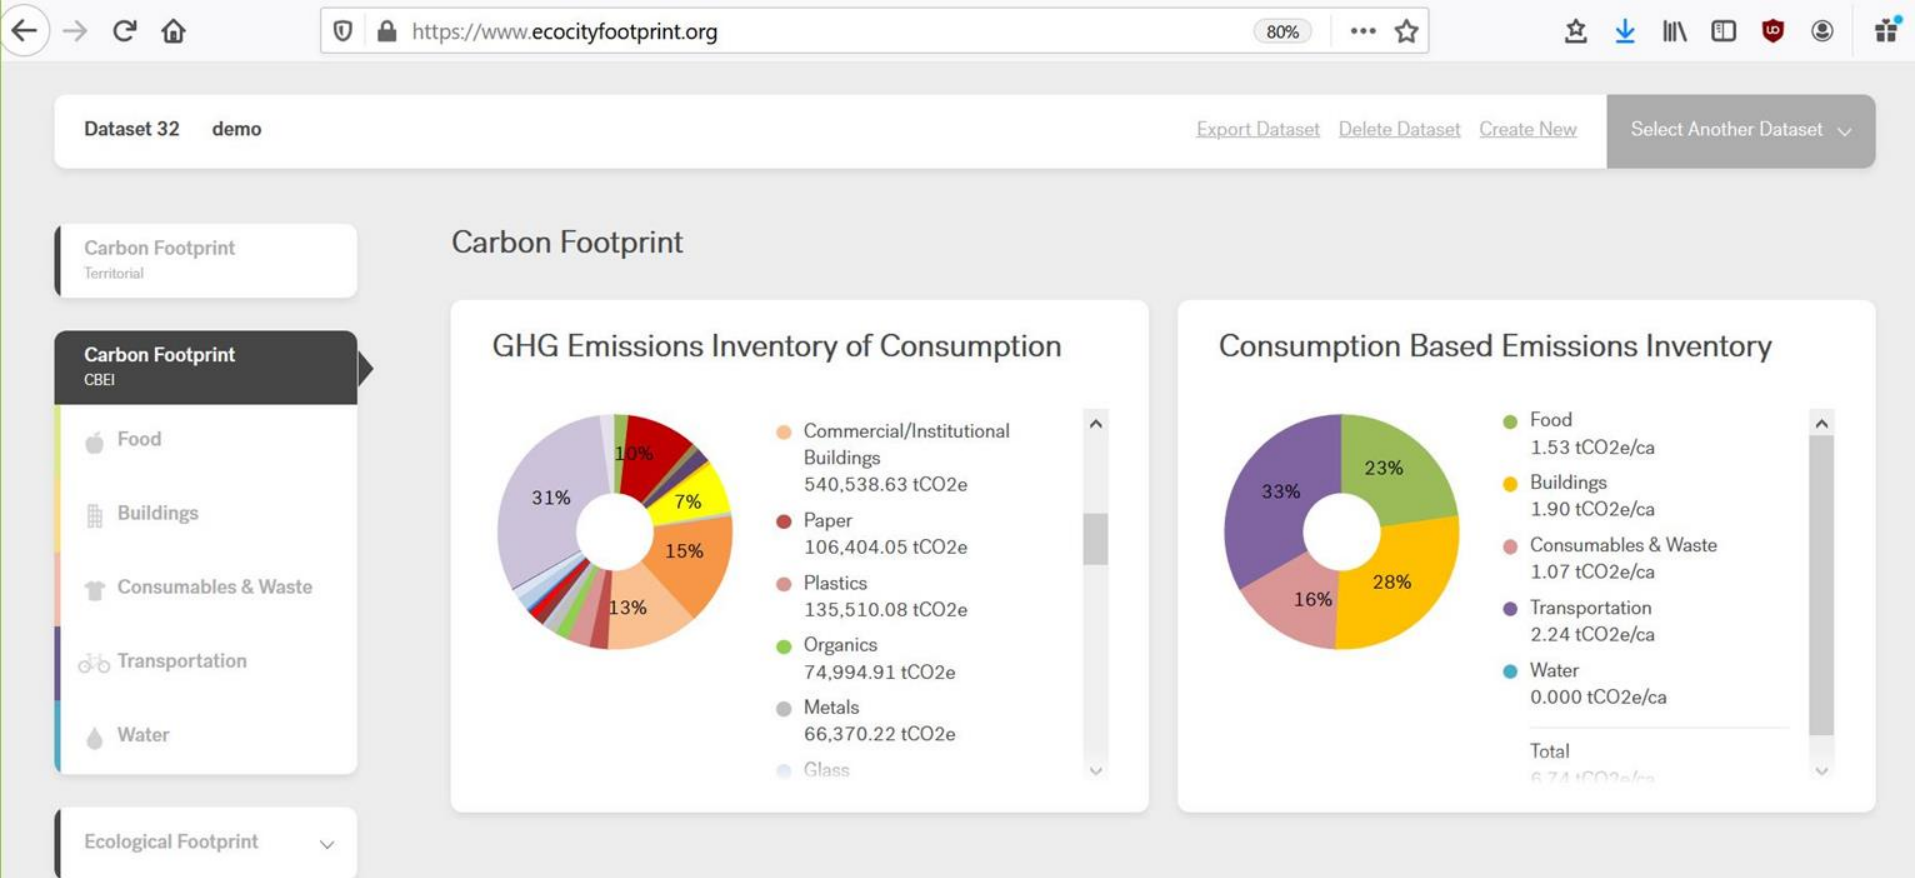 https://www.ecocityfootprint.org
80%
Dataset 32 demo
Export Dataset Delete Dataset Create New
Select Another Dataset
Carbon Footprint
Territorial
Carbon Footprint
CBEI
Food
Buildings
Consumables & Waste
Transportation
Water
Ecological Footprint
Carbon Footprint
GHG Emissions Inventory of Consumption
10%
31%
7%
15%
13%
Commercial/Institutional
Buildings
540,538.63 tCO2e
Paper
106,404.05 tCO2e
Plastics
135,510.08 tCO2e
Organics
74,994.91 tCO2e
Metals
66,370.22 tCO2e
Glass
Consumption Based Emissions Inventory
23%
33%
28%
16%
Food
1.53 tCO2e/ca
Buildings
1.90 tCO2e/ca
Consumables & Waste
1.07 tCO2e/ca
Transportation
2.24 tCO2e/ca
Water
0.000 tCO2e/ca
Total
6.74 tCO2e/ca